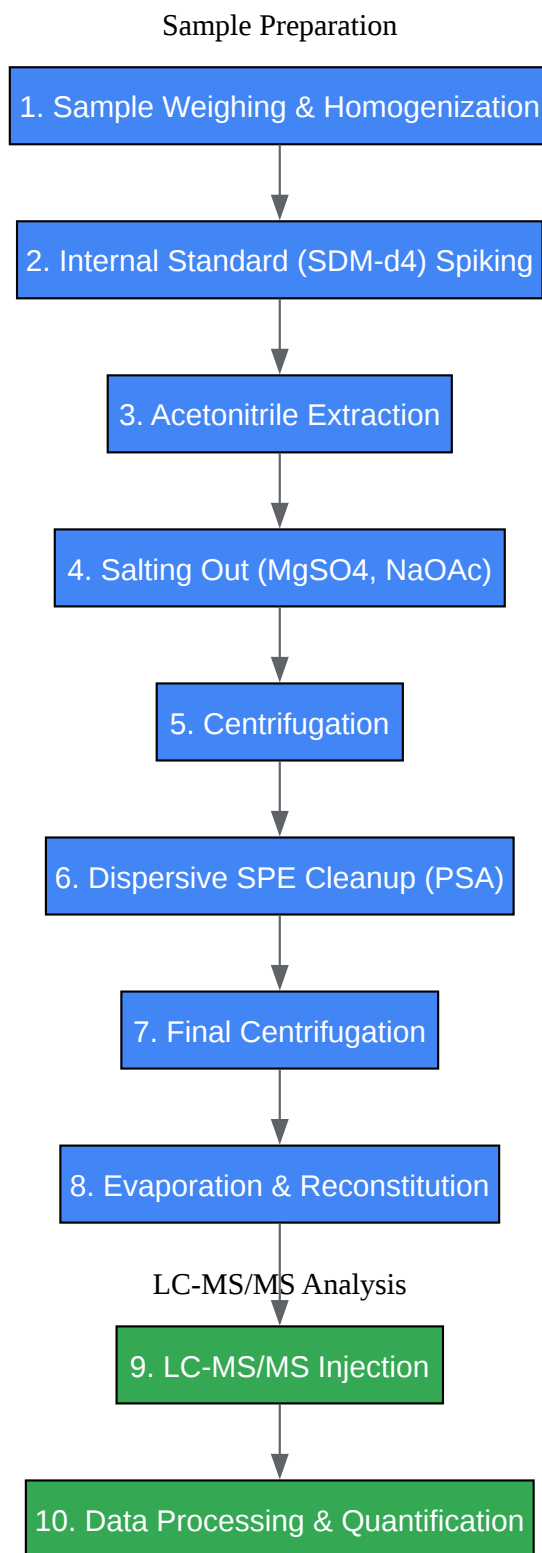 Sample Preparation
1. Sample Weighing & Homogenization
2. Internal Standard (SDM-d4) Spiking
3. Acetonitrile Extraction
4. Salting Out (MgSO4, NaOAc)
5. Centrifugation
6. Dispersive SPE Cleanup (PSA)
7. Final Centrifugation
8. Evaporation & Reconstitution
LC-MS/MS Analysis
9. LC-MS/MS Injection
10. Data Processing & Quantification